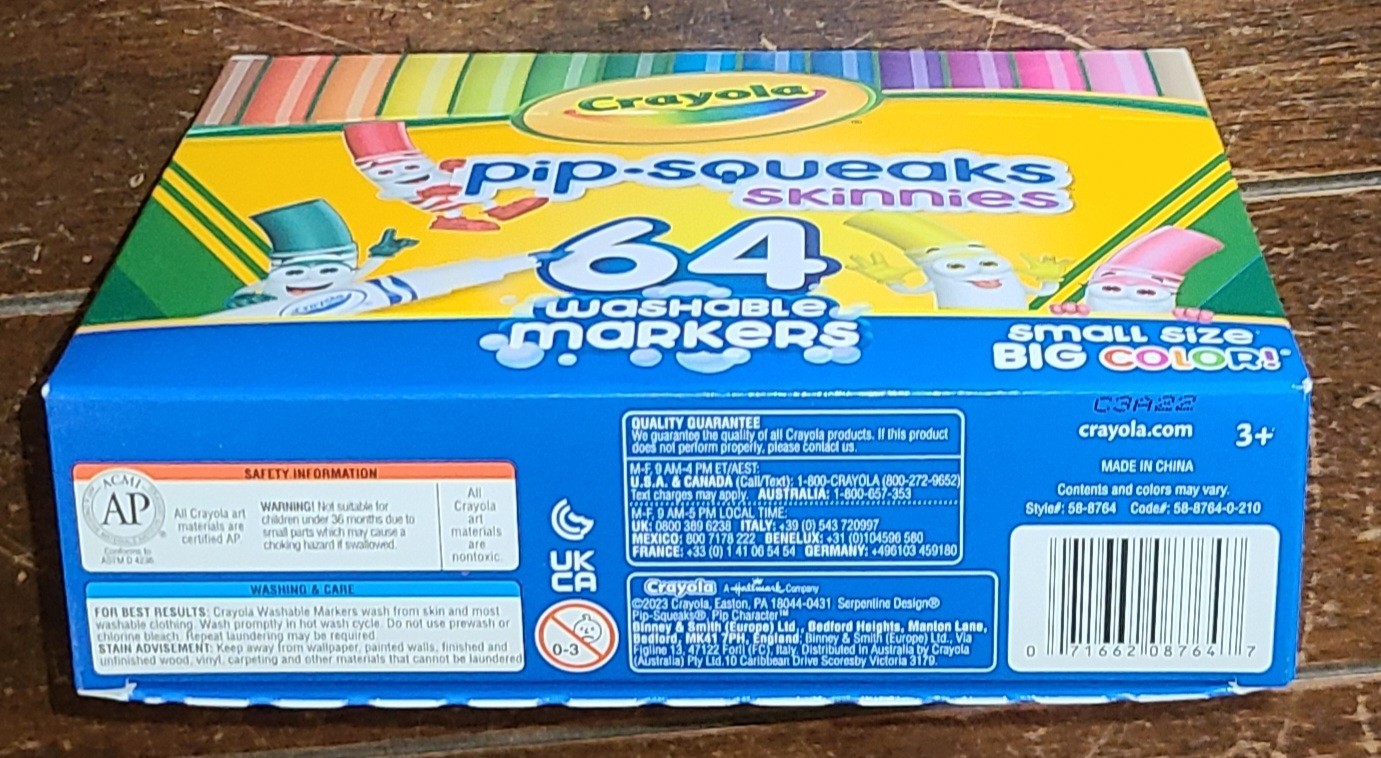 Crayola
pip-squeaks
skinnies
64
washable
markers
small size
BIG COLOR!
C3A22
crayola.com
3+
MADE IN CHINA
Contents and colors may vary.
Style#: 58-8764 Code#: 58-8764-0-210
0 71662 08764 7
QUALITY GUARANTEE
We guarantee the quality of all Crayola products. If this product
does not perform properly, please contact us.
M-F, 9 AM-4 PM ET/AEST:
U.S.A. & CANADA (Call/Text): 1-800-CRAYOLA (800-272-9652)
Text charges may apply. AUSTRALIA: 1-800-657-353
M-F, 9 AM-5 PM LOCAL TIME:
UK: 0800 389 6238 ITALY: +39 (0) 543 720997
MEXICO: 800 7178 222 BENELUX: +31 (0)104596 580
FRANCE: +33 (0) 1 41 06 54 54 GERMANY: +496103 459180
Crayola A Hallmark Company
©2023 Crayola, Easton, PA 18044-0431 Serpentine Design®
Pip-Squeaks®, Pip Character™
Binney & Smith (Europe) Ltd., Bedford Heights, Manton Lane,
Bedford, MK41 7PH, England; Binney & Smith (Europe) Ltd., Via
Figline 13, 47122 Forlì (FC), Italy. Distributed in Australia by Crayola
(Australia) Pty Ltd. 10 Caribbean Drive Scoresby Victoria 3179.
UK
CA
0-3
SAFETY INFORMATION
ACMI
AP
Conforms to
ASTM D 4236
All Crayola art
materials are
certified AP
WARNING! Not suitable for
children under 36 months due to
small parts which may cause a
choking hazard if swallowed.
All
Crayola
art
materials
are
nontoxic.
WASHING & CARE
FOR BEST RESULTS: Crayola Washable Markers wash from skin and most
washable clothing. Wash promptly in hot wash cycle. Do not use prewash or
chlorine bleach. Repeat laundering may be required.
STAIN ADVISEMENT: Keep away from wallpaper, painted walls, finished and
unfinished wood, vinyl, carpeting and other materials that cannot be laundered